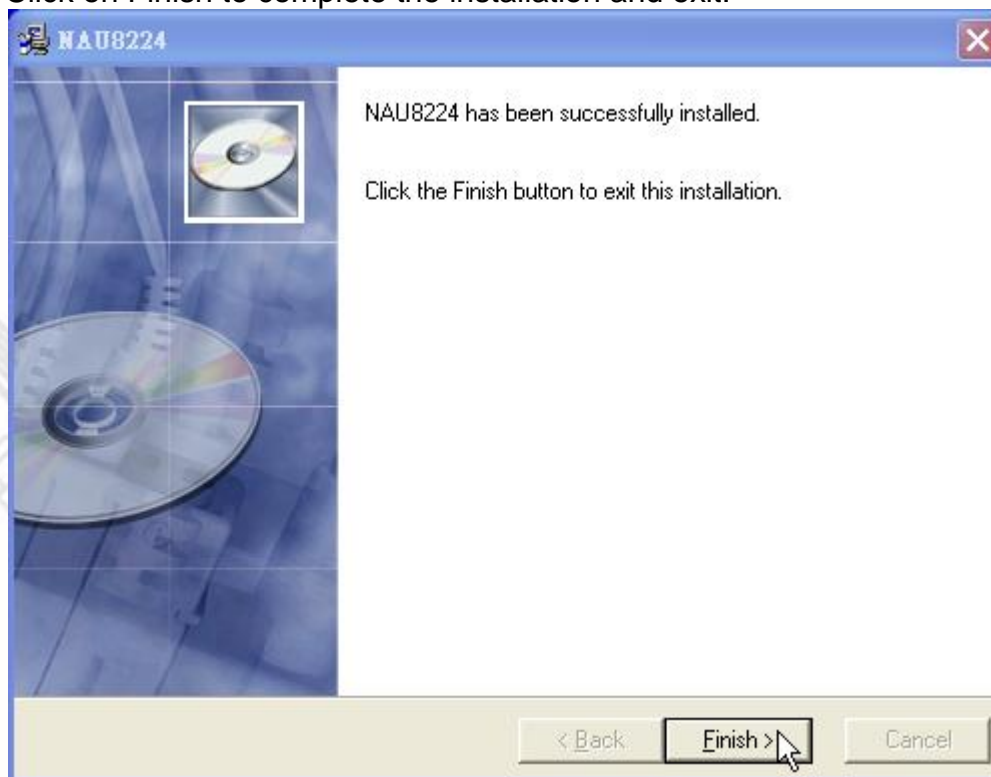 Click on Finish to complete the installation and exit.
NAU8224
NAU8224 has been successfully installed.
Click the Finish button to exit this installation.
< Back
Finish >
Cancel